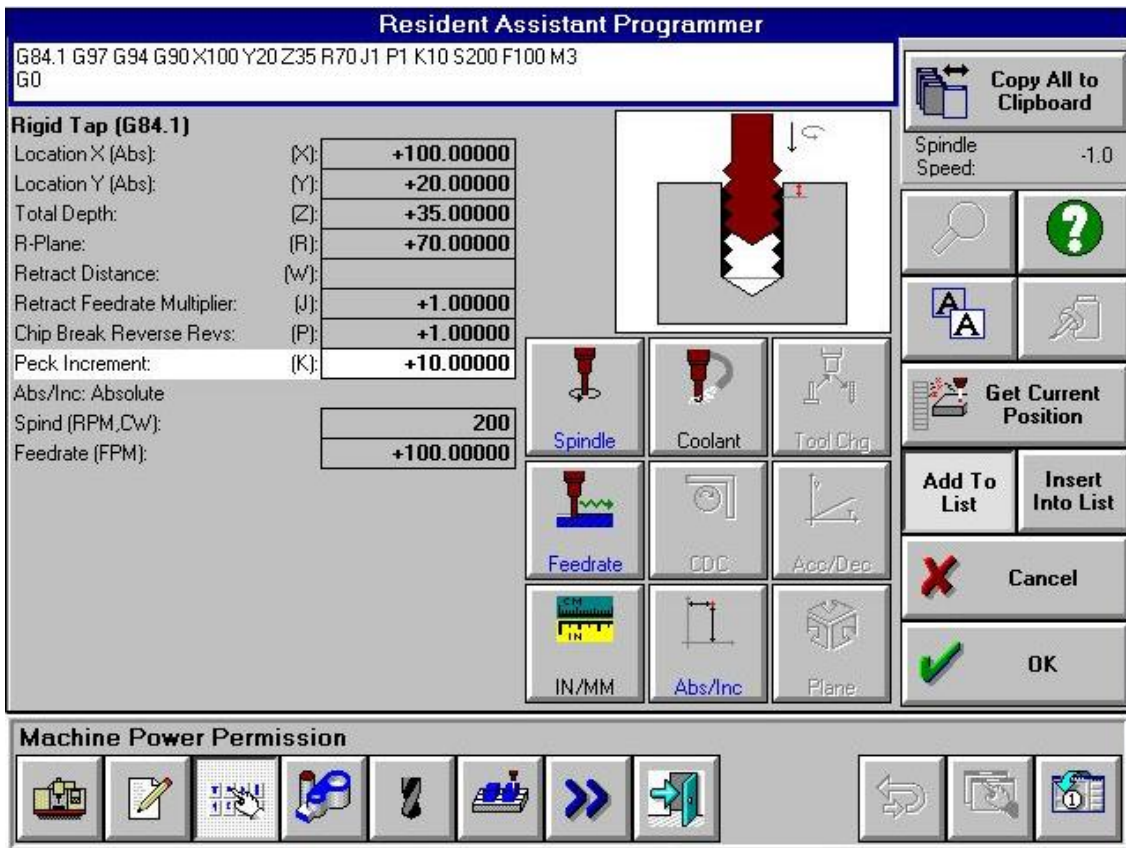 Resident Assistant Programmer
G84.1 G97 G94 G90 X100 Y20 Z35 R70 J1 P1 K10 S200 F100 M3
G0
Rigid Tap (G84.1)
Location X (Abs): (X): +100.00000
Location Y (Abs): (Y): +20.00000
Total Depth: (Z): +35.00000
R-Plane: (R): +70.00000
Retract Distance: (W):
Retract Feedrate Multiplier: (J): +1.00000
Chip Break Reverse Revs: (P): +1.00000
Peck Increment: (K): +10.00000
Abs/Inc: Absolute
Spind (RPM,CW): 200
Feedrate (FPM): +100.00000
Spindle
Coolant
Tool Chg
Feedrate
CDC
Acc/Dec
CM
IN
IN/MM
Abs/Inc
Plane
Copy All to
Clipboard
Spindle
Speed: -1.0
?
A
A
Get Current
Position
Add To
List
Insert
Into List
Cancel
OK
Machine Power Permission
1